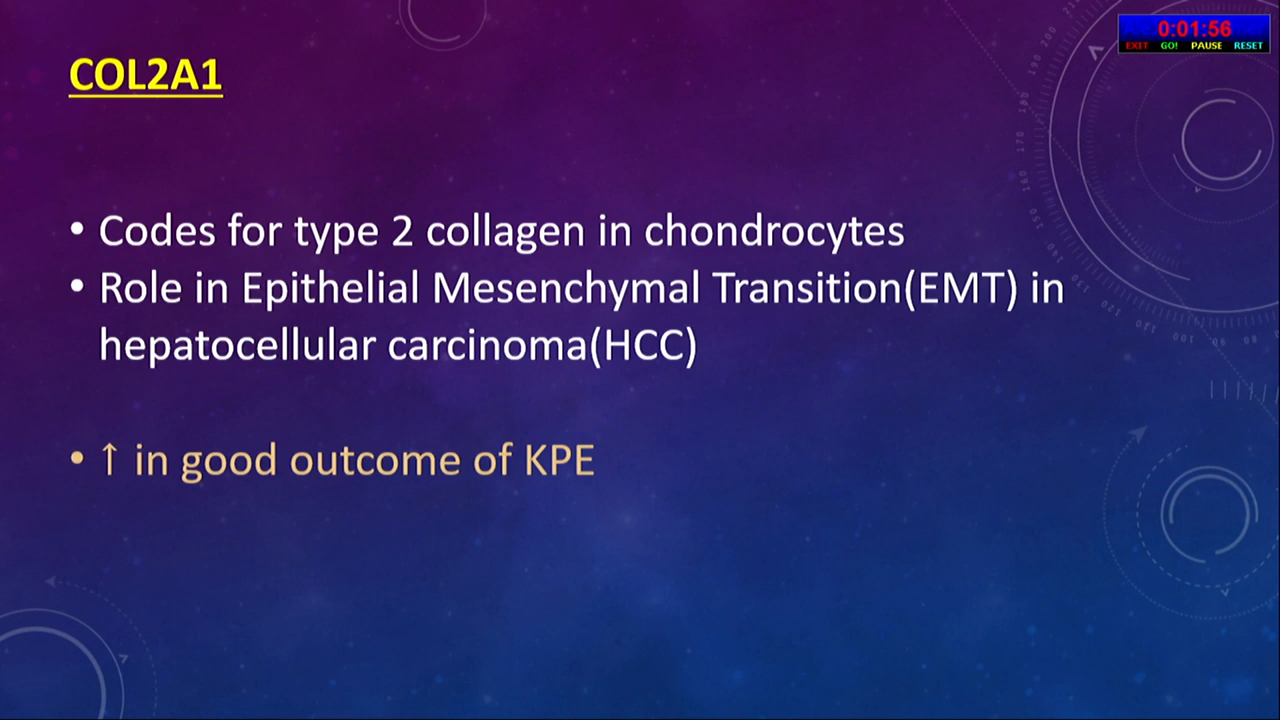 COL2A1
0:01:56
EXIT GO! PAUSE RESET
• Codes for type 2 collagen in chondrocytes
• Role in Epithelial Mesenchymal Transition(EMT) in
hepatocellular carcinoma(HCC)
• ↑ in good outcome of KPE